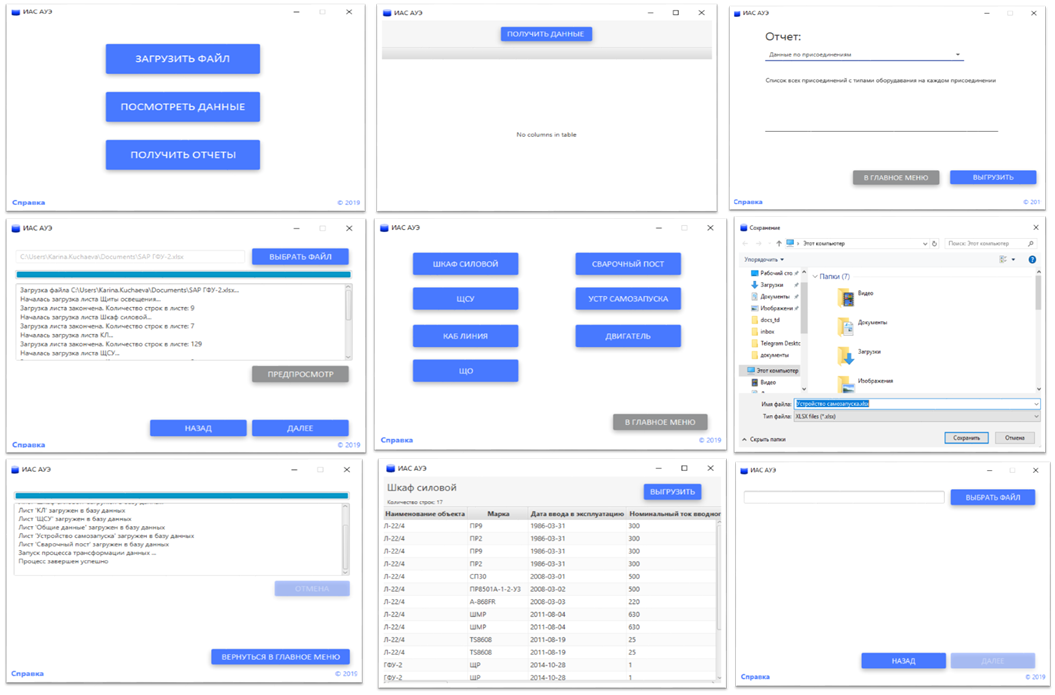 ИАС АУЭ
ЗАГРУЗИТЬ ФАЙЛ
ПОСМОТРЕТЬ ДАННЫЕ
ПОЛУЧИТЬ ОТЧЕТЫ
Справка
© 2019
ИАС АУЭ
ПОЛУЧИТЬ ДАННЫЕ
No columns in table
ИАС АУЭ
Отчет:
Данные по присоединениям
Список всех присоединений с типами оборудавания на каждом присоединении
В ГЛАВНОЕ МЕНЮ
ВЫГРУЗИТЬ
Справка
© 201
ИАС АУЭ
C:\Users\Karina.Kuchaeva\Documents\SAP ГФУ-2.xlsx
ВЫБРАТЬ ФАЙЛ
Загрузка файла C:\Users\Karina.Kuchaeva\Documents\SAP ГФУ-2.xlsx...
Началась загрузка листа Щиты освещения...
Загрузка листа закончена. Количество строк в листе: 9
Началась загрузка листа Шкаф силовой...
Загрузка листа закончена. Количество строк в листе: 7
Началась загрузка листа КЛ...
Загрузка листа закончена. Количество строк в листе: 129
Началась загрузка листа ЩСУ...
ПРЕДПРОСМОТР
НАЗАД
ДАЛЕЕ
Справка
© 2019
ИАС АУЭ
ШКАФ СИЛОВОЙ
СВАРОЧНЫЙ ПОСТ
ЩСУ
УСТР САМОЗАПУСКА
КАБ ЛИНИЯ
ДВИГАТЕЛЬ
ЩО
В ГЛАВНОЕ МЕНЮ
Справка
© 2019
Сохранение
Этот компьютер
Поиск: Этот компьютер
Упорядочить
Рабочий сто
Загрузки
Документы
Изображени
docs_td
inbox
Telegram Deskto
документы
Этот компьютер
Видео
Папки (7)
Видео
Документы
Загрузки
Изображения
Имя файла: Устройство самозапуска.xlsx
Тип файла: XLSX files (*.xlsx)
Скрыть папки
Сохранить
Отмена
ИАС АУЭ
Лист 'КЛ' загружен в базу данных
Лист 'ЩСУ' загружен в базу данных
Лист 'Общие данные' загружен в базу данных
Лист 'Устройство самозапуска' загружен в базу данных
Лист 'Сварочный пост' загружен в базу данных
Запуск процесса трансформации данных ...
Процесс завершен успешно
ОТМЕНА
ВЕРНУТЬСЯ В ГЛАВНОЕ МЕНЮ
Справка
© 2019
ИАС АУЭ
Шкаф силовой
Количество строк: 17
ВЫГРУЗИТЬ
Наименование объекта Марка Дата ввода в эксплуатацию Номинальный ток вводног
Л-22/4 ПР9 1986-03-31 300
Л-22/4 ПР2 1986-03-31 300
Л-22/4 ПР9 1986-03-31 300
Л-22/4 ПР2 1986-03-31 300
Л-22/4 СП30 2008-03-01 500
Л-22/4 ПР8501А-1-2-У3 2008-03-02 500
Л-22/4 A-868FR 2008-03-03 220
Л-22/4 ШМР 2011-08-04 630
Л-22/4 ШМР 2011-08-04 630
Л-22/4 TS8608 2011-08-19 25
Л-22/4 TS8608 2011-08-19 25
ГФУ-2 ЩР 2014-10-28 1
ГФУ-2 ЩР 2014-10-28 1
ИАС АУЭ
ВЫБРАТЬ ФАЙЛ
НАЗАД
ДАЛЕЕ
Справка
© 2019